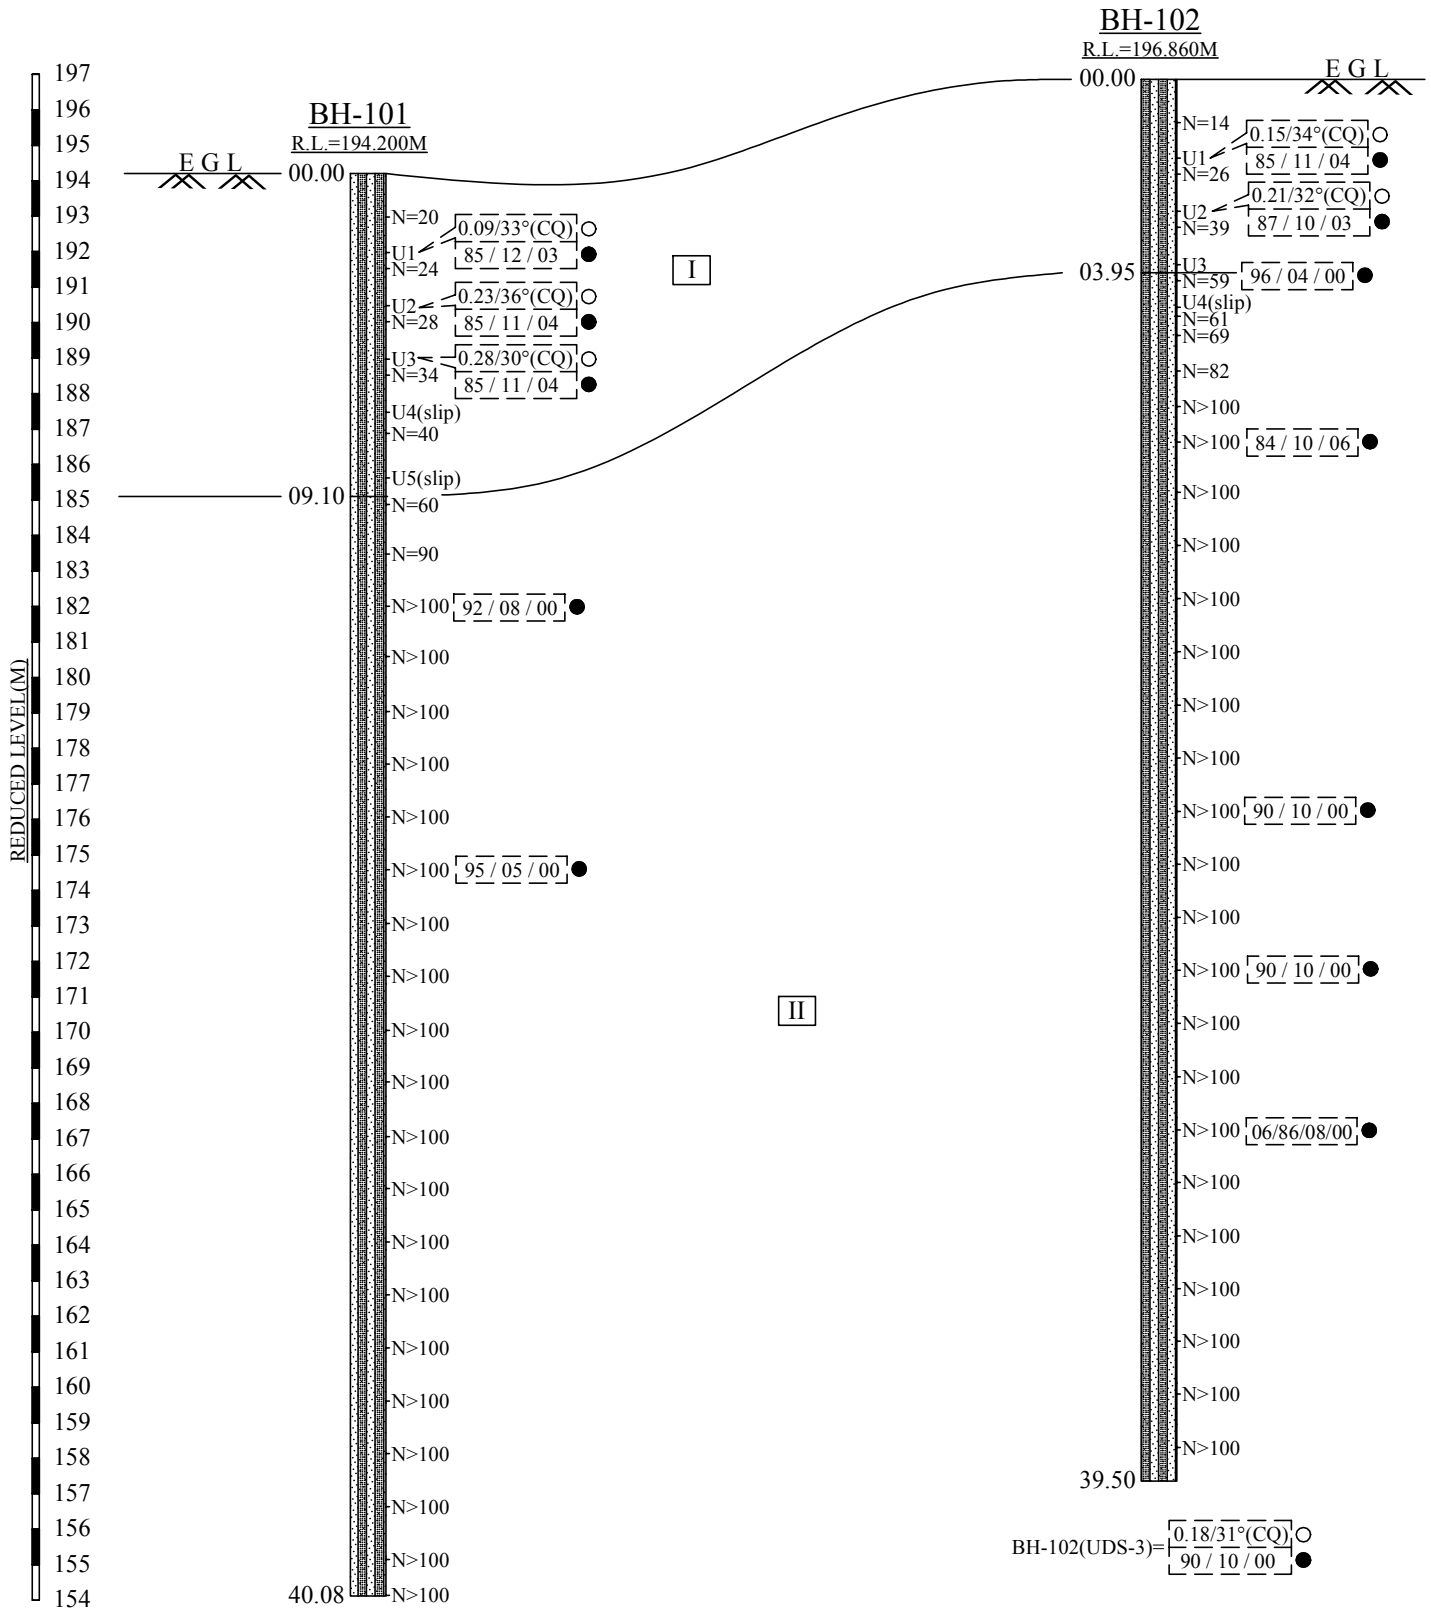 BH-102
R.L.=196.860M
BH-101
R.L.=194.200M
REDUCED LEVEL(M)
197
196
195
194
193
192
191
190
189
188
187
186
185
184
183
182
181
180
179
178
177
176
175
174
173
172
171
170
169
168
167
166
165
164
163
162
161
160
159
158
157
156
155
154
E G L
00.00
N=20
U1
0.09/33°(CQ)
85 / 12 / 03
N=24
U2
0.23/36°(CQ)
85 / 11 / 04
N=28
U3
0.28/30°(CQ)
85 / 11 / 04
N=34
U4(slip)
N=40
U5(slip)
09.10
N=60
N=90
N>100 92 / 08 / 00
N>100
N>100
N>100
N>100
N>100 95 / 05 / 00
N>100
N>100
N>100
N>100
N>100
N>100
N>100
N>100
N>100
N>100
N>100
N>100
N>100
N>100
40.08
I
II
00.00
E G L
N=14
U1
0.15/34°(CQ)
85 / 11 / 04
N=26
U2
0.21/32°(CQ)
87 / 10 / 03
N=39
U3
03.95
96 / 04 / 00
N=59
U4(slip)
N=61
N=69
N=82
N>100
N>100 84 / 10 / 06
N>100
N>100
N>100
N>100
N>100
N>100
N>100 90 / 10 / 00
N>100
N>100
N>100 90 / 10 / 00
N>100
N>100
N>100 06/86/08/00
N>100
N>100
N>100
N>100
N>100
N>100
39.50
BH-102(UDS-3)=
0.18/31°(CQ)
90 / 10 / 00